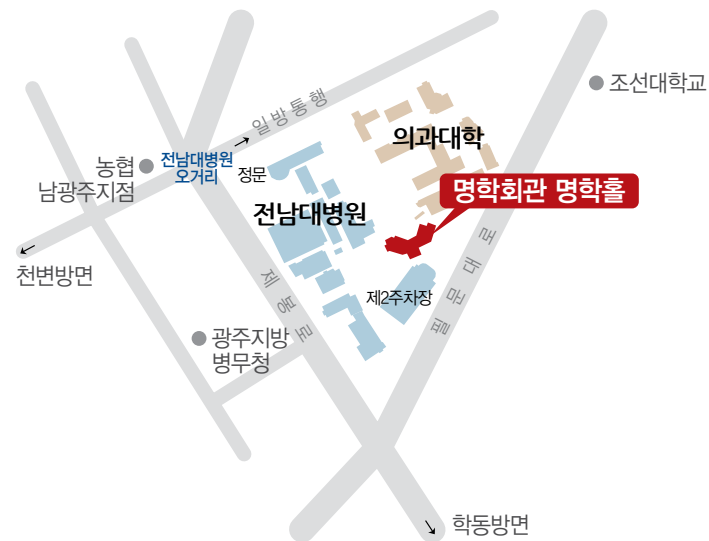 조선대학교
일방통행
의과대학
농협
남광주지점
전남대병원
오거리
정문
명학회관 명학홀
전남대병원
천변방면
제봉로
필문대로
제2주차장
광주지방
병무청
학동방면